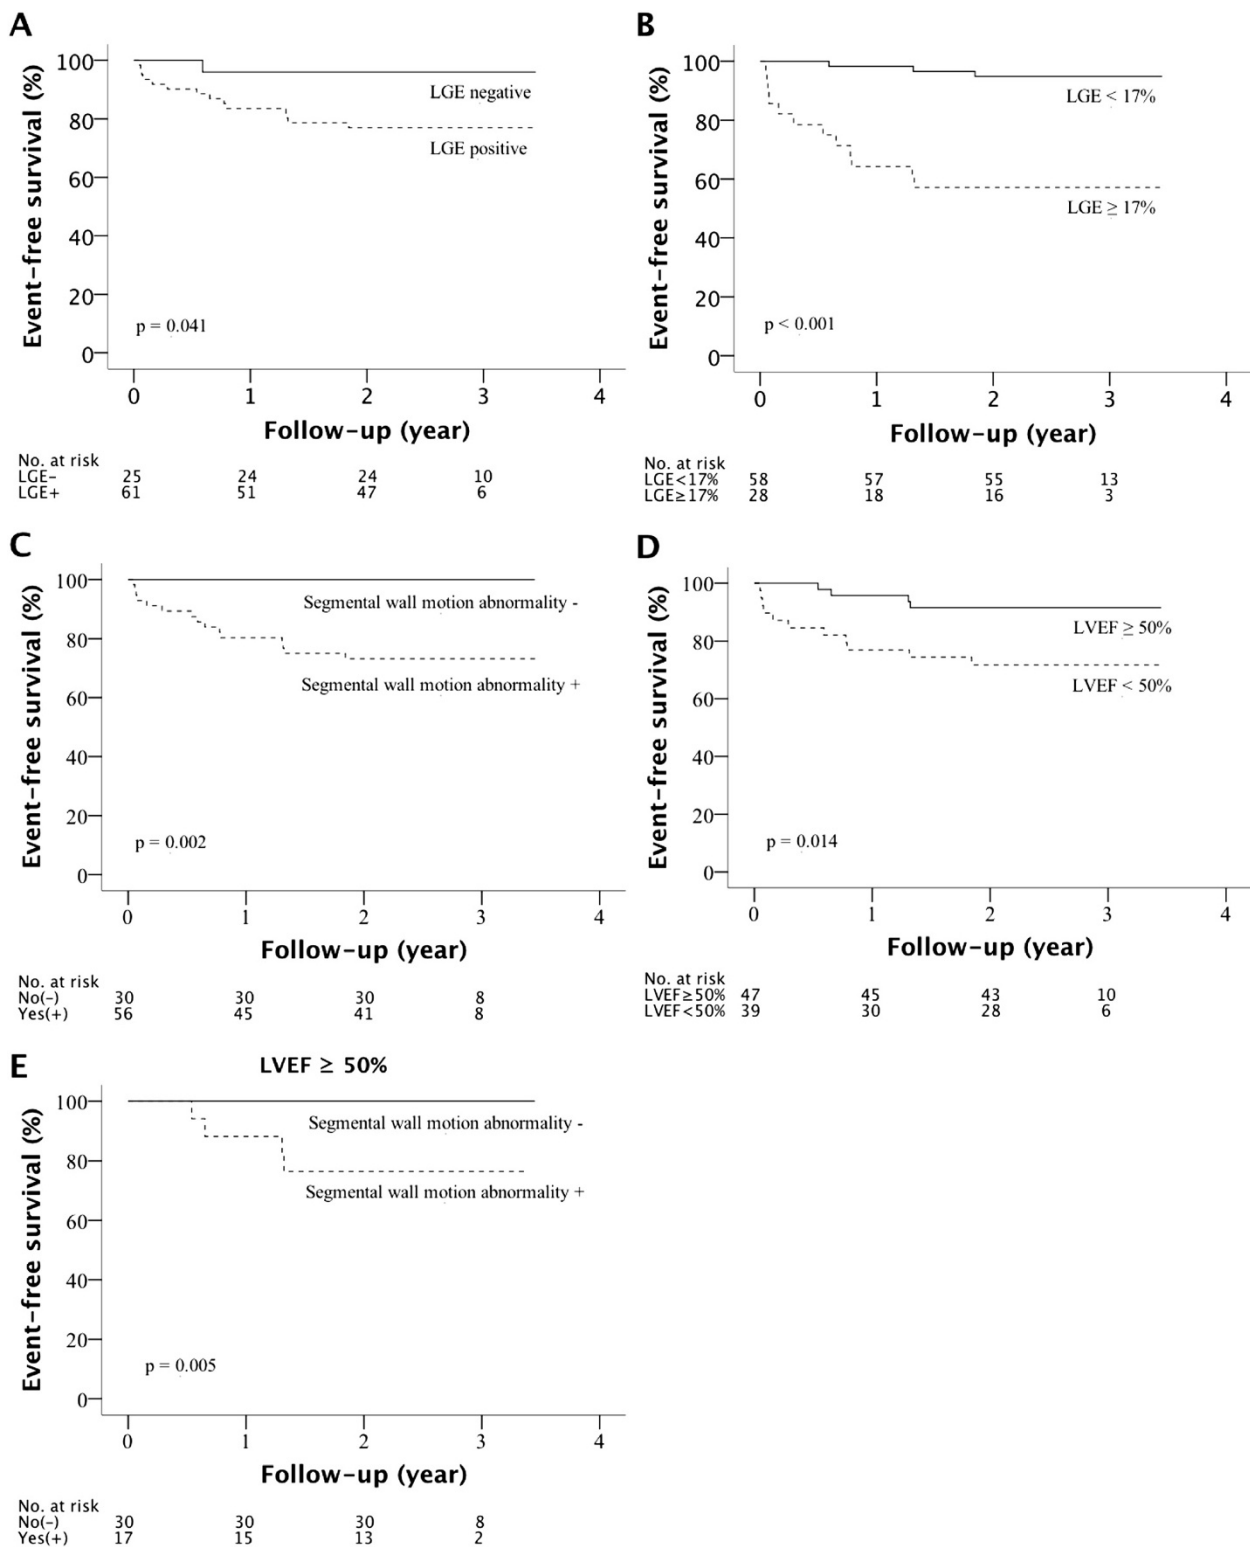 A
Event-free survival (%)
100
80
60
40
20
0
LGE negative
LGE positive
p = 0.041
0 1 2 3 4
Follow-up (year)
No. at risk
LGE- 25 24 24 10
LGE+ 61 51 47 6
B
Event-free survival (%)
100
80
60
40
20
0
LGE < 17%
LGE ≥ 17%
p < 0.001
0 1 2 3 4
Follow-up (year)
No. at risk
LGE<17% 58 57 55 13
LGE≥17% 28 18 16 3
C
Event-free survival (%)
100
80
60
40
20
0
Segmental wall motion abnormality -
Segmental wall motion abnormality +
p = 0.002
0 1 2 3 4
Follow-up (year)
No. at risk
No(-) 30 30 30 8
Yes(+) 56 45 41 8
D
Event-free survival (%)
100
80
60
40
20
0
LVEF ≥ 50%
LVEF < 50%
p = 0.014
0 1 2 3 4
Follow-up (year)
No. at risk
LVEF≥50% 47 45 43 10
LVEF<50% 39 30 28 6
E
LVEF ≥ 50%
Event-free survival (%)
100
80
60
40
20
0
Segmental wall motion abnormality -
Segmental wall motion abnormality +
p = 0.005
0 1 2 3 4
Follow-up (year)
No. at risk
No(-) 30 30 30 8
Yes(+) 17 15 13 2